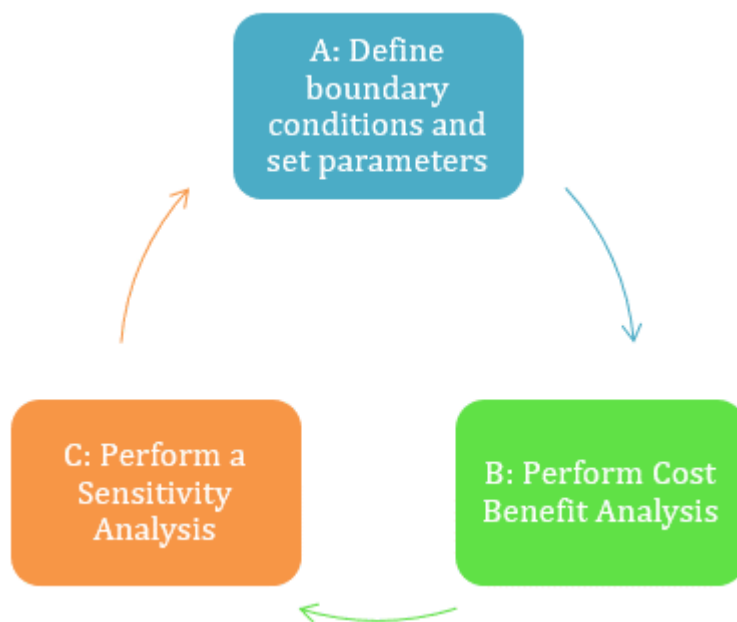 A: Define
boundary
conditions and
set parameters
C: Perform a
Sensitivity
Analysis
B: Perform Cost
Benefit Analysis